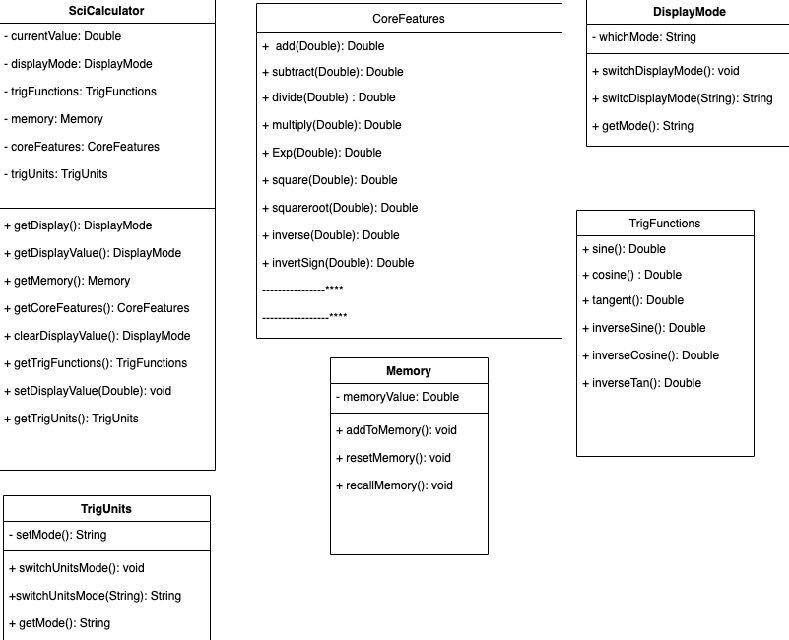 SciCalculator
- currentValue: Double
- displayMode: DisplayMode
- trigFunctions: TrigFunctions
- memory: Memory
- coreFeatures: CoreFeatures
- trigUnits: TrigUnits
+ getDisplay(): DisplayMode
+ getDisplayValue(): DisplayMode
+ getMemory(): Memory
+ getCoreFeatures(): CoreFeatures
+ clearDisplayValue(): DisplayMode
+ getTrigFunctions(): TrigFunctions
+ setDisplayValue(Double): void
+ getTrigUnits(): TrigUnits
CoreFeatures
+ add(Double): Double
+ subtract(Double): Double
+ divide(Double) : Double
+ multiply(Double): Double
+ Exp(Double): Double
+ square(Double): Double
+ squareroot(Double): Double
+ inverse(Double): Double
+ invertSign(Double): Double
----------------****
-----------------****
DisplayMode
- whichMode: String
+ switchDisplayMode(): void
+ switcDisplayMode(String): String
+ getMode(): String
TrigFunctions
+ sine(): Double
+ cosine() : Double
+ tangent(): Double
+ inverseSine(): Double
+ inverseCosine(): Double
+ inverseTan(): Double
Memory
- memoryValue: Double
+ addToMemory(): void
+ resetMemory(): void
+ recallMemory(): void
TrigUnits
- setMode(): String
+ switchUnitsMode(): void
+switchUnitsMode(String): String
+ getMode(): String